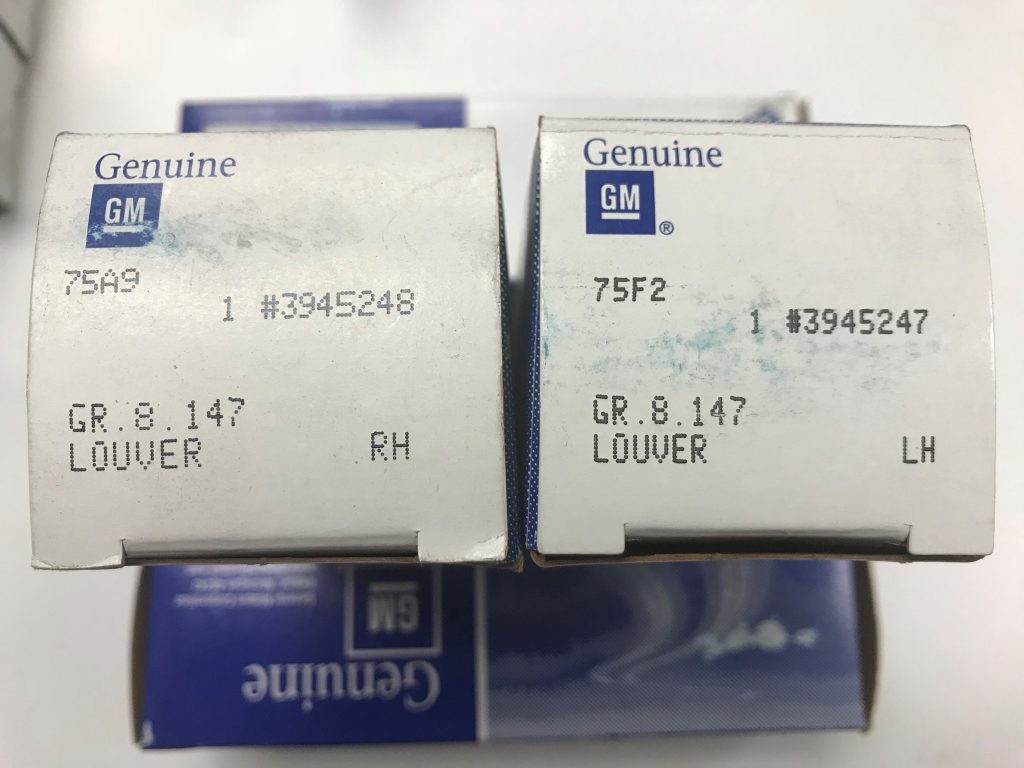 Genuine
GM
75A9
1 #3945248
GR.8.147
LOUVER RH
Genuine
GM ®
75F2
1 #3945247
GR.8.147
LOUVER LH
GM
Genuine